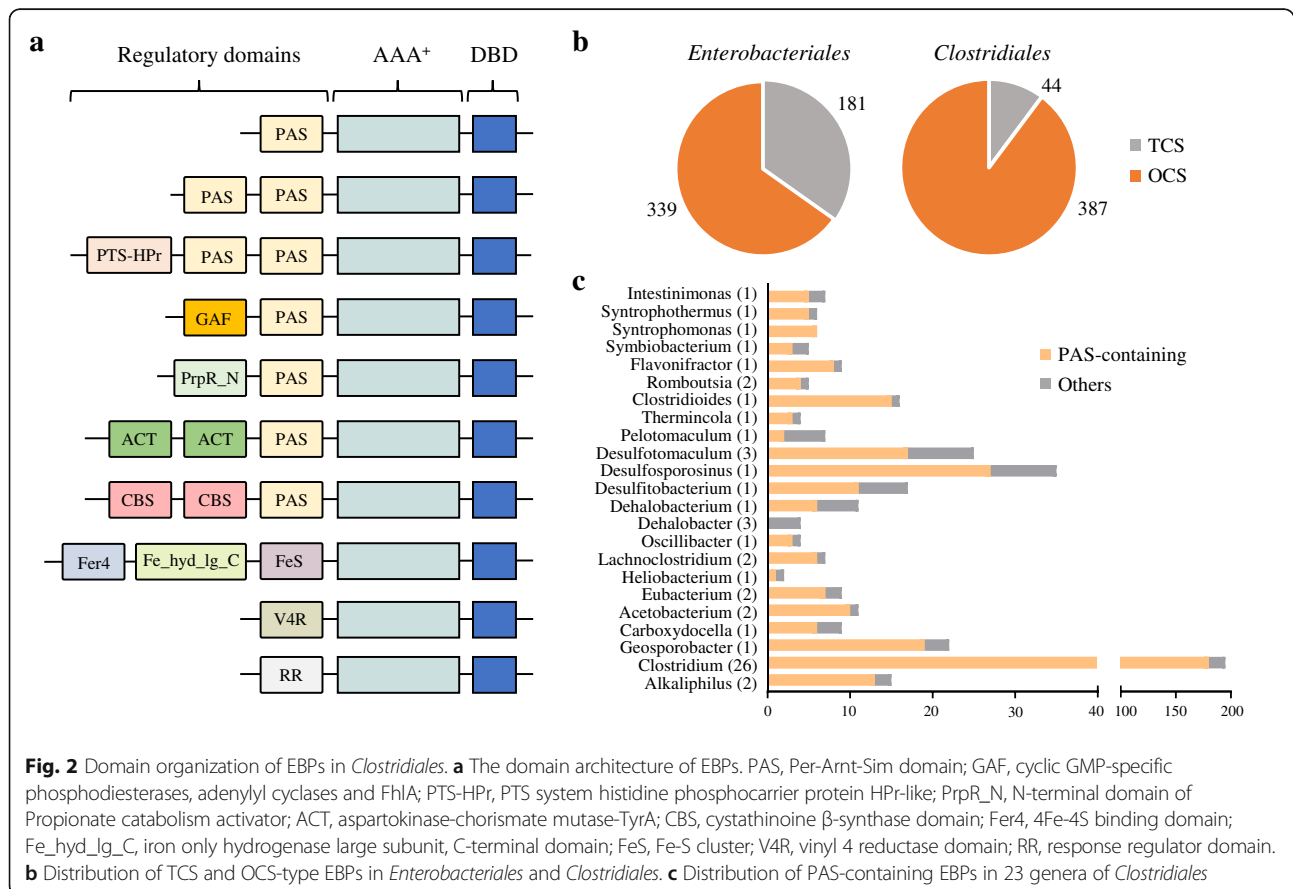 a
Regulatory domains AAA+ DBD
PAS
PAS PAS
PTS-HPr PAS PAS
GAF PAS
PrpR_N PAS
ACT ACT PAS
CBS CBS PAS
Fer4 Fe_hyd_lg_C FeS
V4R
RR
b
Enterobacteriales Clostridiales
181
339
44
387
TCS
OCS
c
Intestinimonas (1)
Syntrophothermus (1)
Syntrophomonas (1)
Symbiobacterium (1)
Flavonifractor (1)
Romboutsia (2)
Clostridioides (1)
Thermincola (1)
Pelotomaculum (1)
Desulfotomaculum (3)
Desulfosporosinus (1)
Desulfitobacterium (1)
Dehalobacterium (1)
Dehalobacter (3)
Oscillibacter (1)
Lachnoclostridium (2)
Heliobacterium (1)
Eubacterium (2)
Acetobacterium (2)
Carboxydocella (1)
Geosporobacter (1)
Clostridium (26)
Alkaliphilus (2)
PAS-containing
Others
0 10 20 30 40 100 150 200
Fig. 2 Domain organization of EBPs in Clostridiales. a The domain architecture of EBPs. PAS, Per-Arnt-Sim domain; GAF, cyclic GMP-specific
phosphodiesterases, adenylyl cyclases and FhlA; PTS-HPr, PTS system histidine phosphocarrier protein HPr-like; PrpR_N, N-terminal domain of
Propionate catabolism activator; ACT, aspartokinase-chorismate mutase-TyrA; CBS, cystathinoine β-synthase domain; Fer4, 4Fe-4S binding domain;
Fe_hyd_lg_C, iron only hydrogenase large subunit, C-terminal domain; FeS, Fe-S cluster; V4R, vinyl 4 reductase domain; RR, response regulator domain.
b Distribution of TCS and OCS-type EBPs in Enterobacteriales and Clostridiales. c Distribution of PAS-containing EBPs in 23 genera of Clostridiales